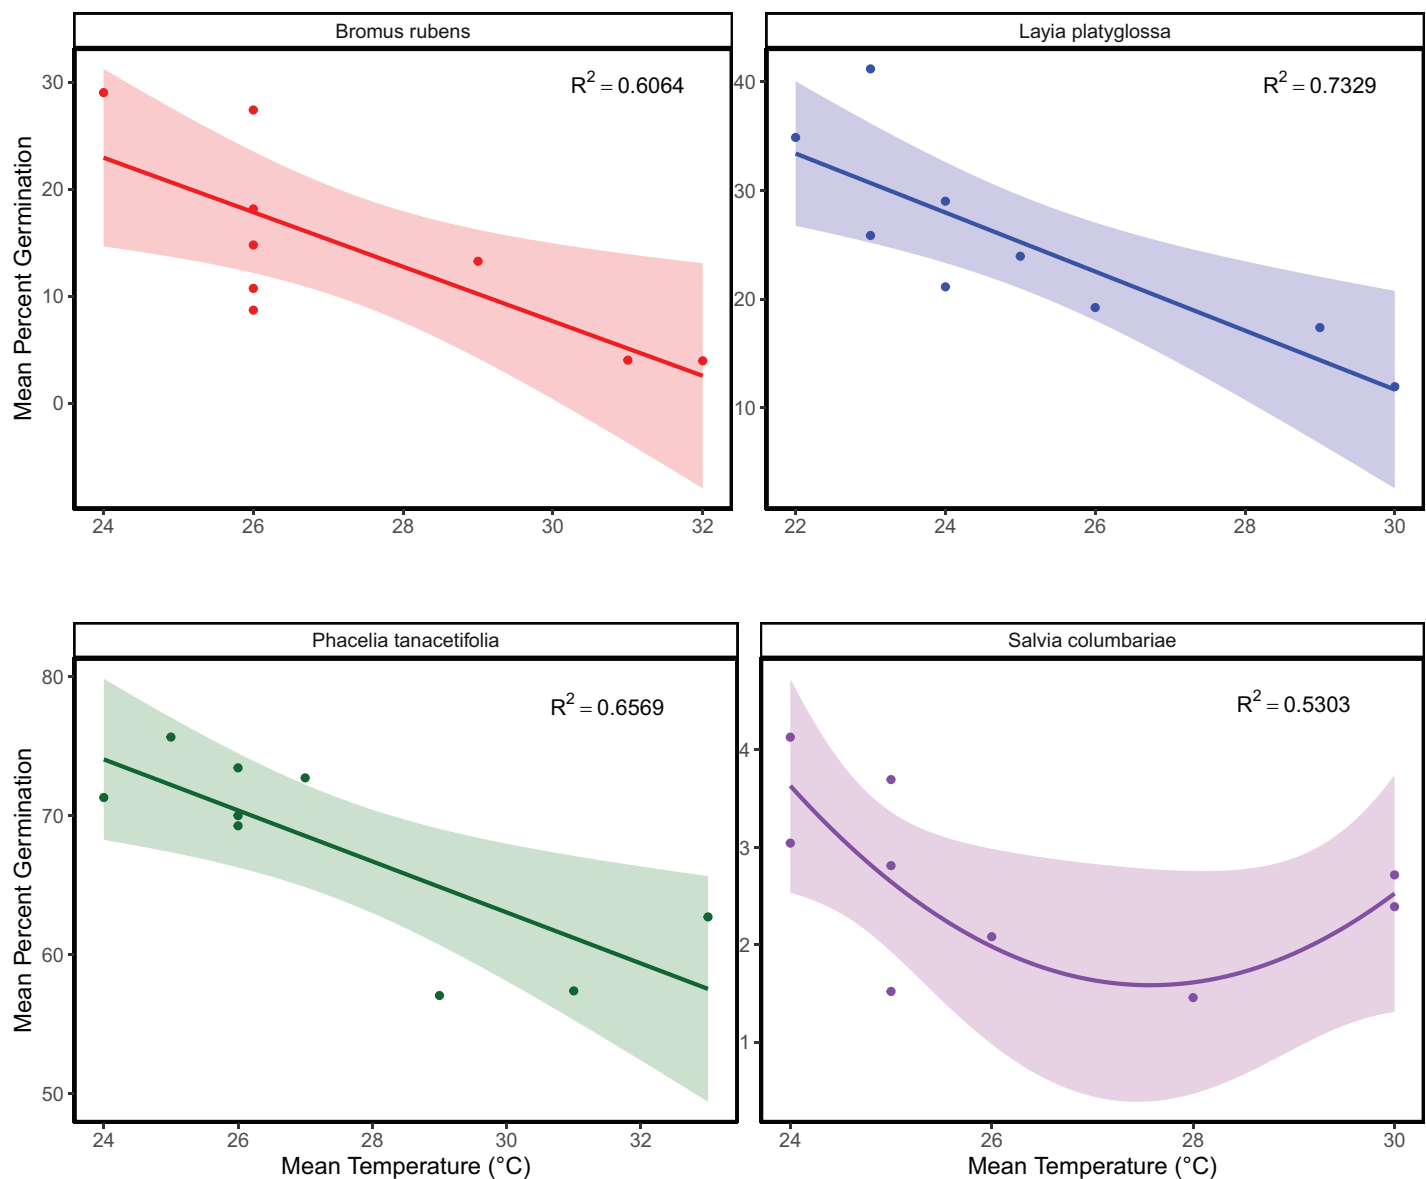 Bromus rubens
Layia platyglossa
R² = 0.6064
R² = 0.7329
Mean Percent Germination
30
20
10
0
40
30
20
10
24 26 28 30 32
22 24 26 28 30
Phacelia tanacetifolia
Salvia columbariae
R² = 0.6569
R² = 0.5303
Mean Percent Germination
80
70
60
50
4
3
2
1
24 26 28 30 32
24 26 28 30
Mean Temperature (°C)
Mean Temperature (°C)